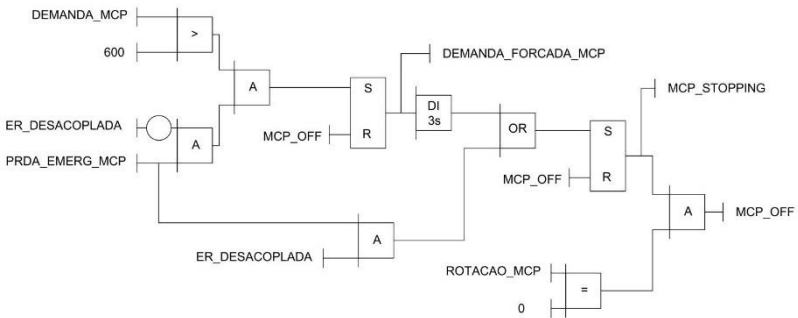 DEMANDA_MCP
>
600
A
ER_DESACOPLADA
A
PRDA_EMERG_MCP
S
R
MCP_OFF
DEMANDA_FORCADA_MCP
DI
3s
OR
ER_DESACOPLADA
A
S
R
MCP_OFF
MCP_STOPPING
A
MCP_OFF
ROTACAO_MCP
=
0